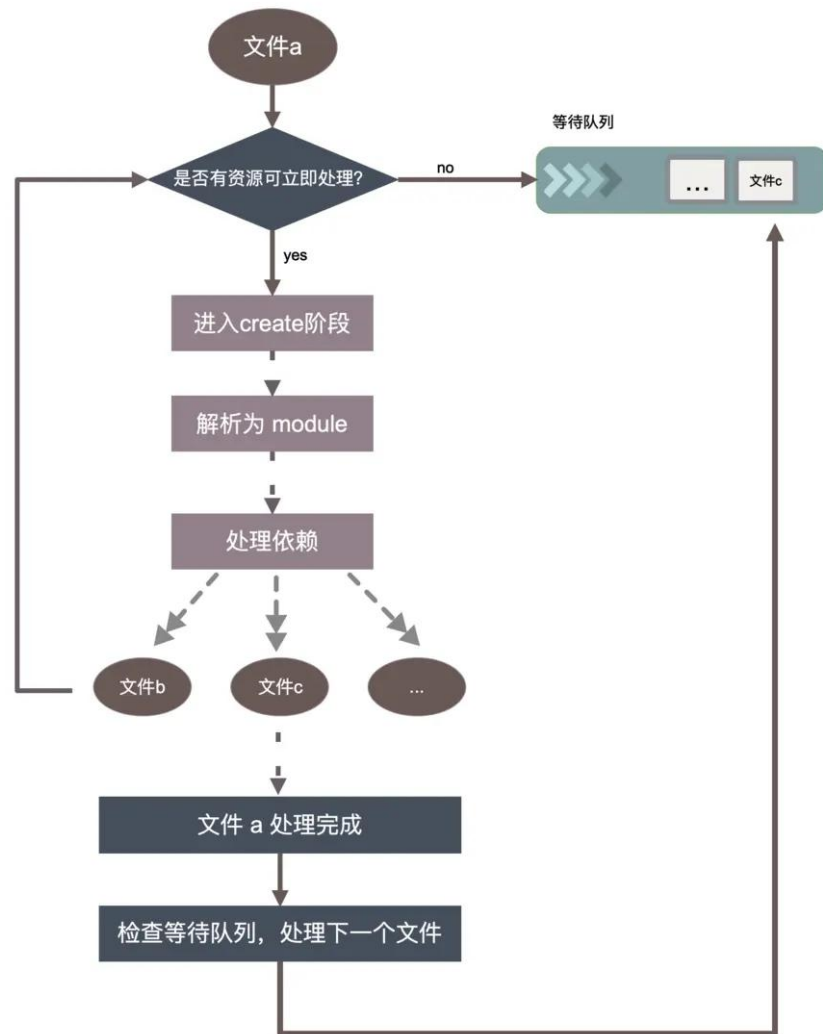 文件a
等待队列
是否有资源可立即处理?
no
...
文件c
yes
进入create阶段
解析为 module
处理依赖
文件b
文件c
...
文件 a 处理完成
检查等待队列，处理下一个文件